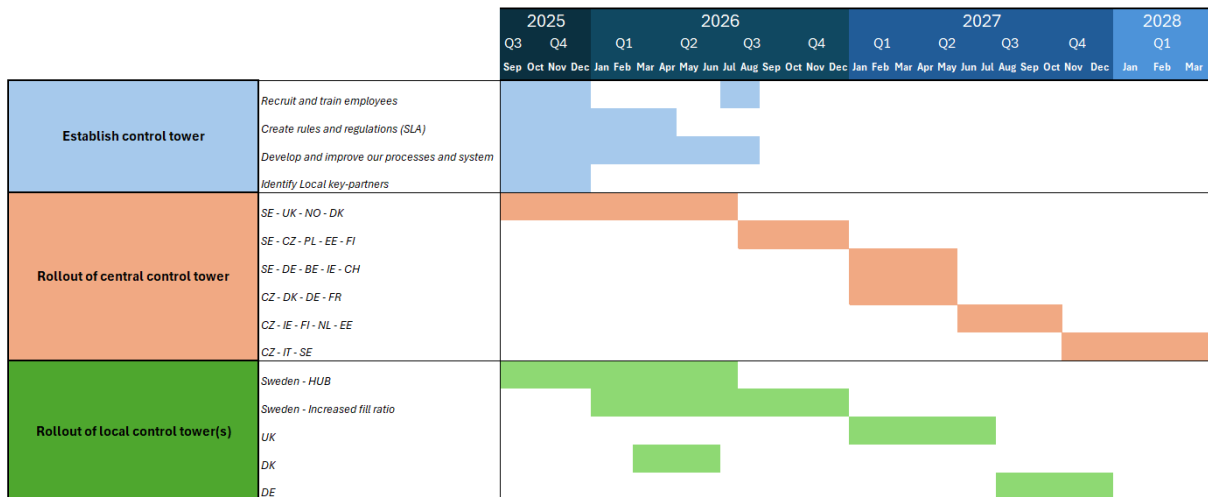 2025 2026 2027 2028
Q3 Q4 Q1 Q2 Q3 Q4 Q1 Q2 Q3 Q4 Q1
Sep Oct Nov Dec Jan Feb Mar Apr May Jun Jul Aug Sep Oct Nov Dec Jan Feb Mar Apr May Jun Jul Aug Sep Oct Nov Dec Jan Feb Mar
Establish control tower
Recruit and train employees
Create rules and regulations (SLA)
Develop and improve our processes and system
Identify Local key-partners
Rollout of central control tower
SE - UK - NO - DK
SE - CZ - PL - EE - FI
SE - DE - BE - IE - CH
CZ - DK - DE - FR
CZ - IE - FI - NL - EE
CZ - IT - SE
Rollout of local control tower(s)
Sweden - HUB
Sweden - Increased fill ratio
UK
DK
DE